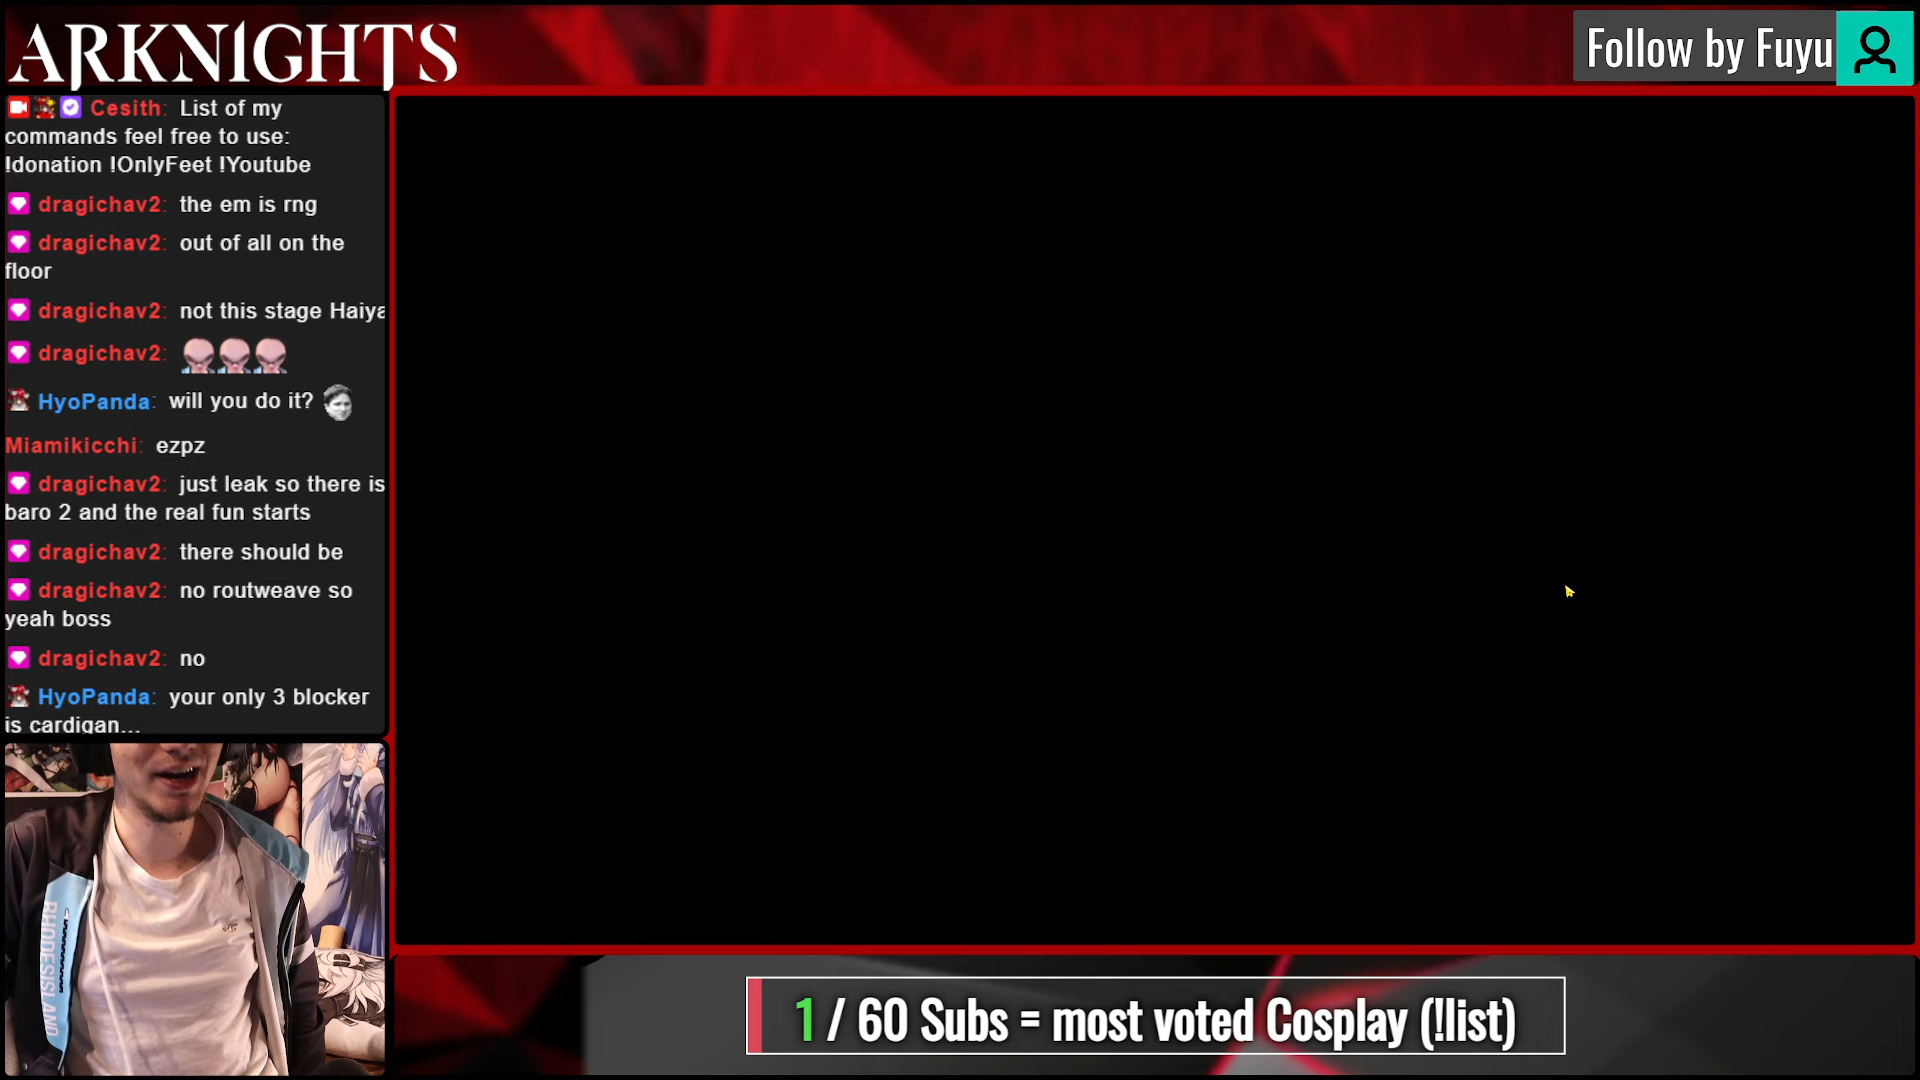 ARKNIGHTS
Follow by Fuyu
Cesith: List of my
commands feel free to use:
!donation !OnlyFeet !Youtube
dragichav2: the em is rng
dragichav2: out of all on the
floor
dragichav2: not this stage Haiya
dragichav2:
HyoPanda: will you do it?
Miamikicchi: ezpz
dragichav2: just leak so there is
baro 2 and the real fun starts
dragichav2: there should be
dragichav2: no routweave so
yeah boss
dragichav2: no
HyoPanda: your only 3 blocker
is cardigan...
RHODES ISLAND
1 / 60 Subs = most voted Cosplay (!list)